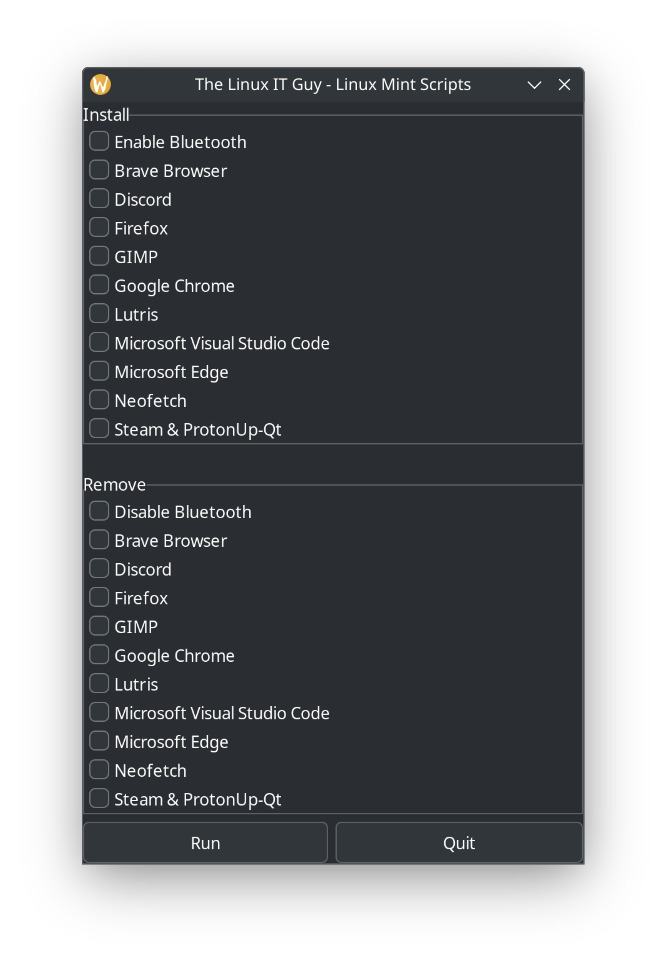 The Linux IT Guy - Linux Mint Scripts
Install
Enable Bluetooth
Brave Browser
Discord
Firefox
GIMP
Google Chrome
Lutris
Microsoft Visual Studio Code
Microsoft Edge
Neofetch
Steam & ProtonUp-Qt
Remove
Disable Bluetooth
Brave Browser
Discord
Firefox
GIMP
Google Chrome
Lutris
Microsoft Visual Studio Code
Microsoft Edge
Neofetch
Steam & ProtonUp-Qt
Run Quit